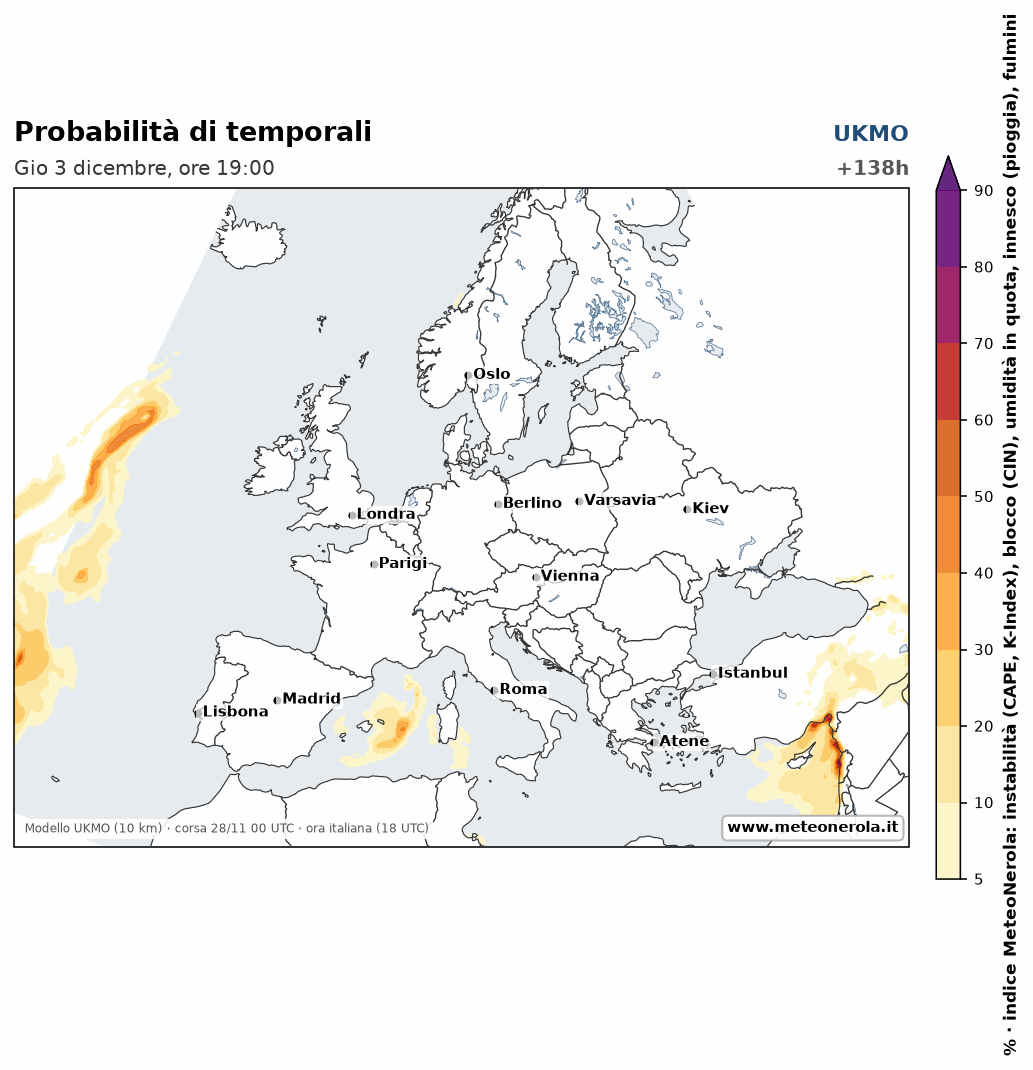 Probabilità di temporali
UKMO
Gio 3 dicembre, ore 19:00
+138h
Oslo
Londra
Berlino
Varsavia
Kiev
Parigi
Vienna
Istanbul
Roma
Madrid
Lisbona
Atene
Modello UKMO (10 km) · corsa 28/11 00 UTC · ora italiana (18 UTC)
www.meteonerola.it
90
80
70
60
50
40
30
20
10
5
% · indice MeteoNerola: instabilità (CAPE, K-Index), blocco (CIN), umidità in quota, innesco (pioggia), fulmini